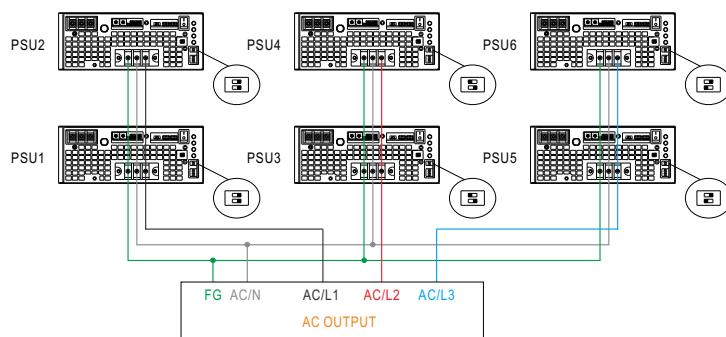 PSU2 PSU4 PSU6
PSU1 PSU3 PSU5
FG AC/N AC/L1 AC/L2 AC/L3
AC OUTPUT